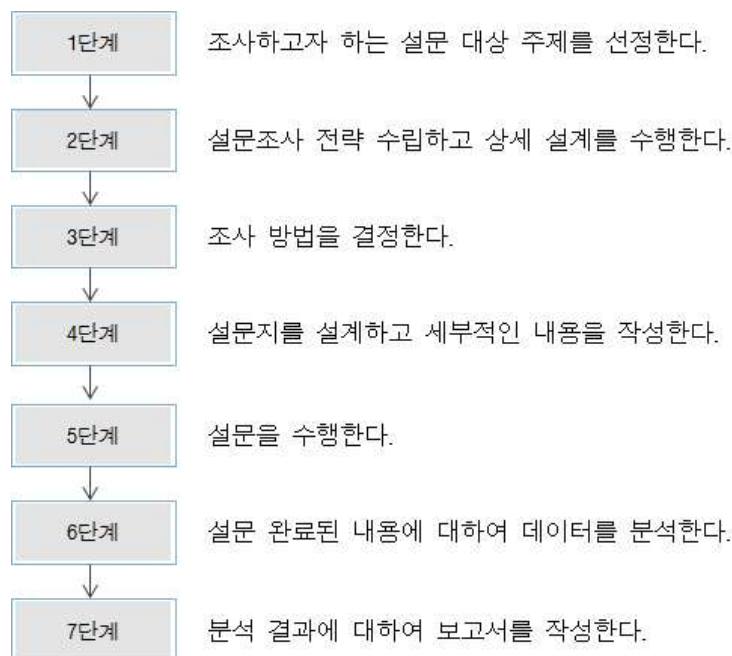 1단계 조사하고자 하는 설문 대상 주제를 선정한다.
2단계 설문조사 전략 수립하고 상세 설계를 수행한다.
3단계 조사 방법을 결정한다.
4단계 설문지를 설계하고 세부적인 내용을 작성한다.
5단계 설문을 수행한다.
6단계 설문 완료된 내용에 대하여 데이터를 분석한다.
7단계 분석 결과에 대하여 보고서를 작성한다.